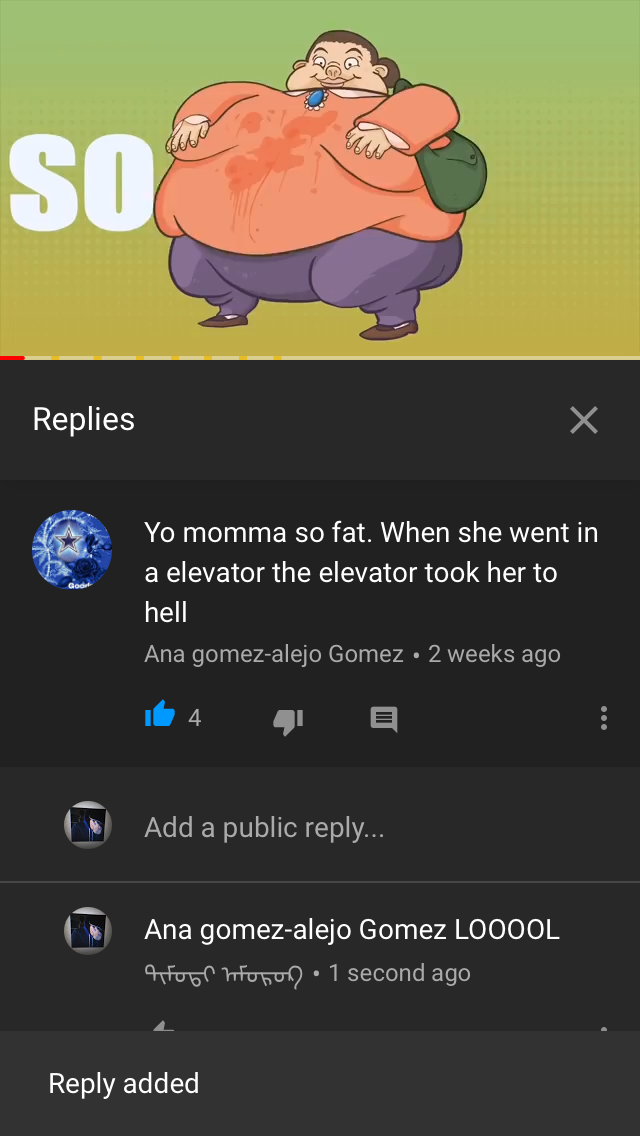 SO
Replies
Yo momma so fat. When she went in
a elevator the elevator took her to
hell
Ana gomez-alejo Gomez • 2 weeks ago
4
Add a public reply...
Ana gomez-alejo Gomez LOOOOL
• 1 second ago
Reply added